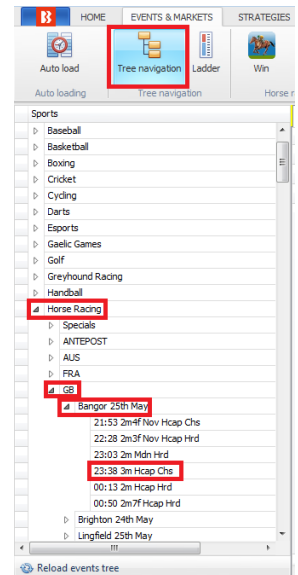 HOME EVENTS & MARKETS STRATEGIES
Auto load Tree navigation Ladder Win
Auto loading Tree navigation Horse r
Sports
Baseball
Basketball
Boxing
Cricket
Cycling
Darts
Esports
Gaelic Games
Golf
Greyhound Racing
Handball
Horse Racing
Specials
ANTEPOST
AUS
FRA
GB
Bangor 25th May
21:53 2m4f Nov Hcap Chs
22:28 2m3f Nov Hcap Hrd
23:03 2m Mdn Hrd
23:38 3m Hcap Chs
00:13 2m Hcap Hrd
00:50 2m7f Hcap Hrd
Brighton 24th May
Lingfield 25th May
Reload events tree